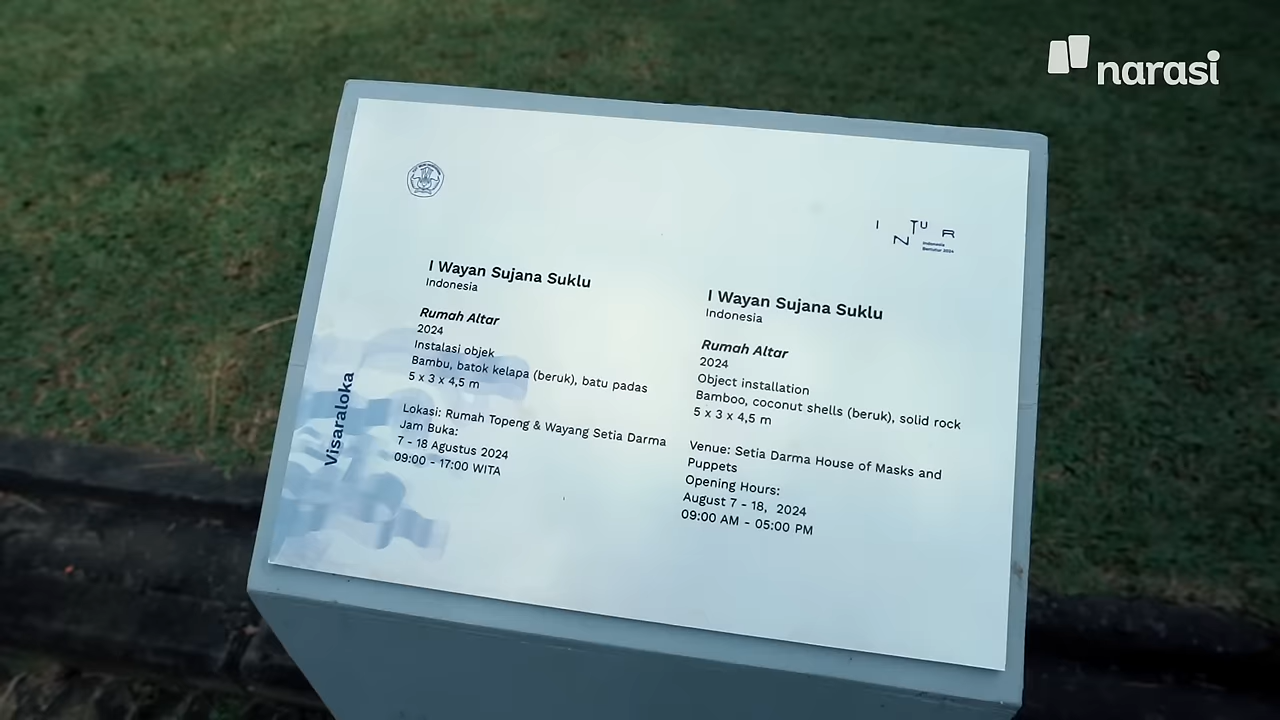 narasi
I N T U R
Indonesia
Bertutur 2024
I Wayan Sujana Suklu
Indonesia
Rumah Altar
2024
Instalasi objek
Bambu, batok kelapa (beruk), batu padas
5 x 3 x 4,5 m
Lokasi: Rumah Topeng & Wayang Setia Darma
Jam Buka:
7 - 18 Agustus 2024
09:00 - 17:00 WITA
I Wayan Sujana Suklu
Indonesia
Rumah Altar
2024
Object installation
Bamboo, coconut shells (beruk), solid rock
5 x 3 x 4,5 m
Venue: Setia Darma House of Masks and
Puppets
Opening Hours:
August 7 - 18, 2024
09:00 AM - 05:00 PM
Visaraloka